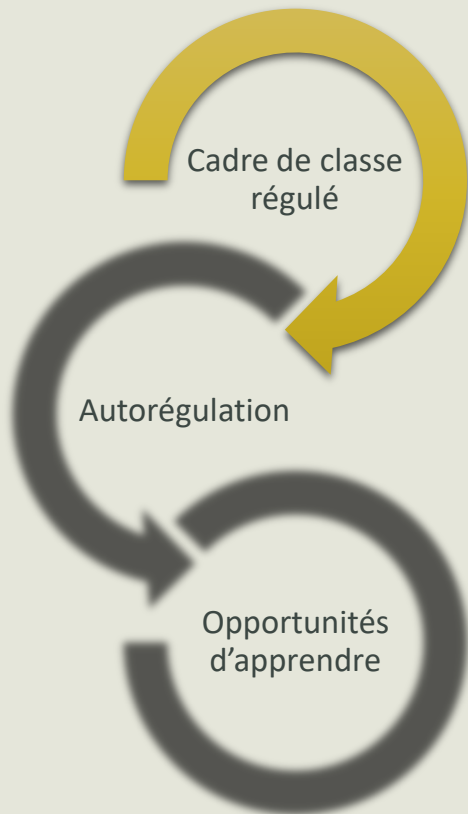 Cadre de classe
régulé
Autorégulation
Opportunités
d’apprendre